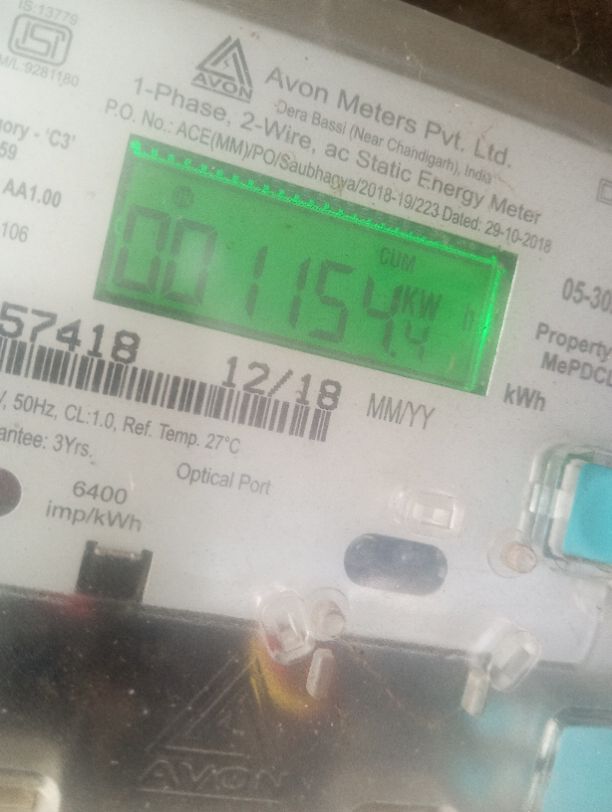 IS:13779
M/L:9281180
AVON
Avon Meters Pvt. Ltd.
Dera Bassi (Near Chandigarh), India
1-Phase, 2-Wire, ac Static Energy Meter
P.O. No.: ACE(MM)/PO/Saubhagya/2018-19/223 Dated: 29-10-2018
gory - 'C3'
59
AA1.00
106
CUM
001154.4 KW h
05-30
Property
MePDCL
kWh
57418
12/18
MM/YY
, 50Hz, CL:1.0, Ref. Temp. 27°C
antee: 3Yrs.
Optical Port
6400
imp/kWh
AVON